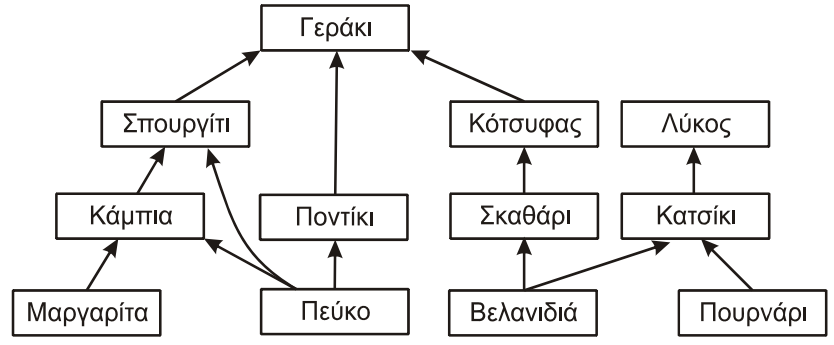 Γεράκι
Σπουργίτι
Κότσυφας
Λύκος
Κάμπια
Ποντίκι
Σκαθάρι
Κατσίκι
Μαργαρίτα
Πεύκο
Βελανιδιά
Πουρνάρι